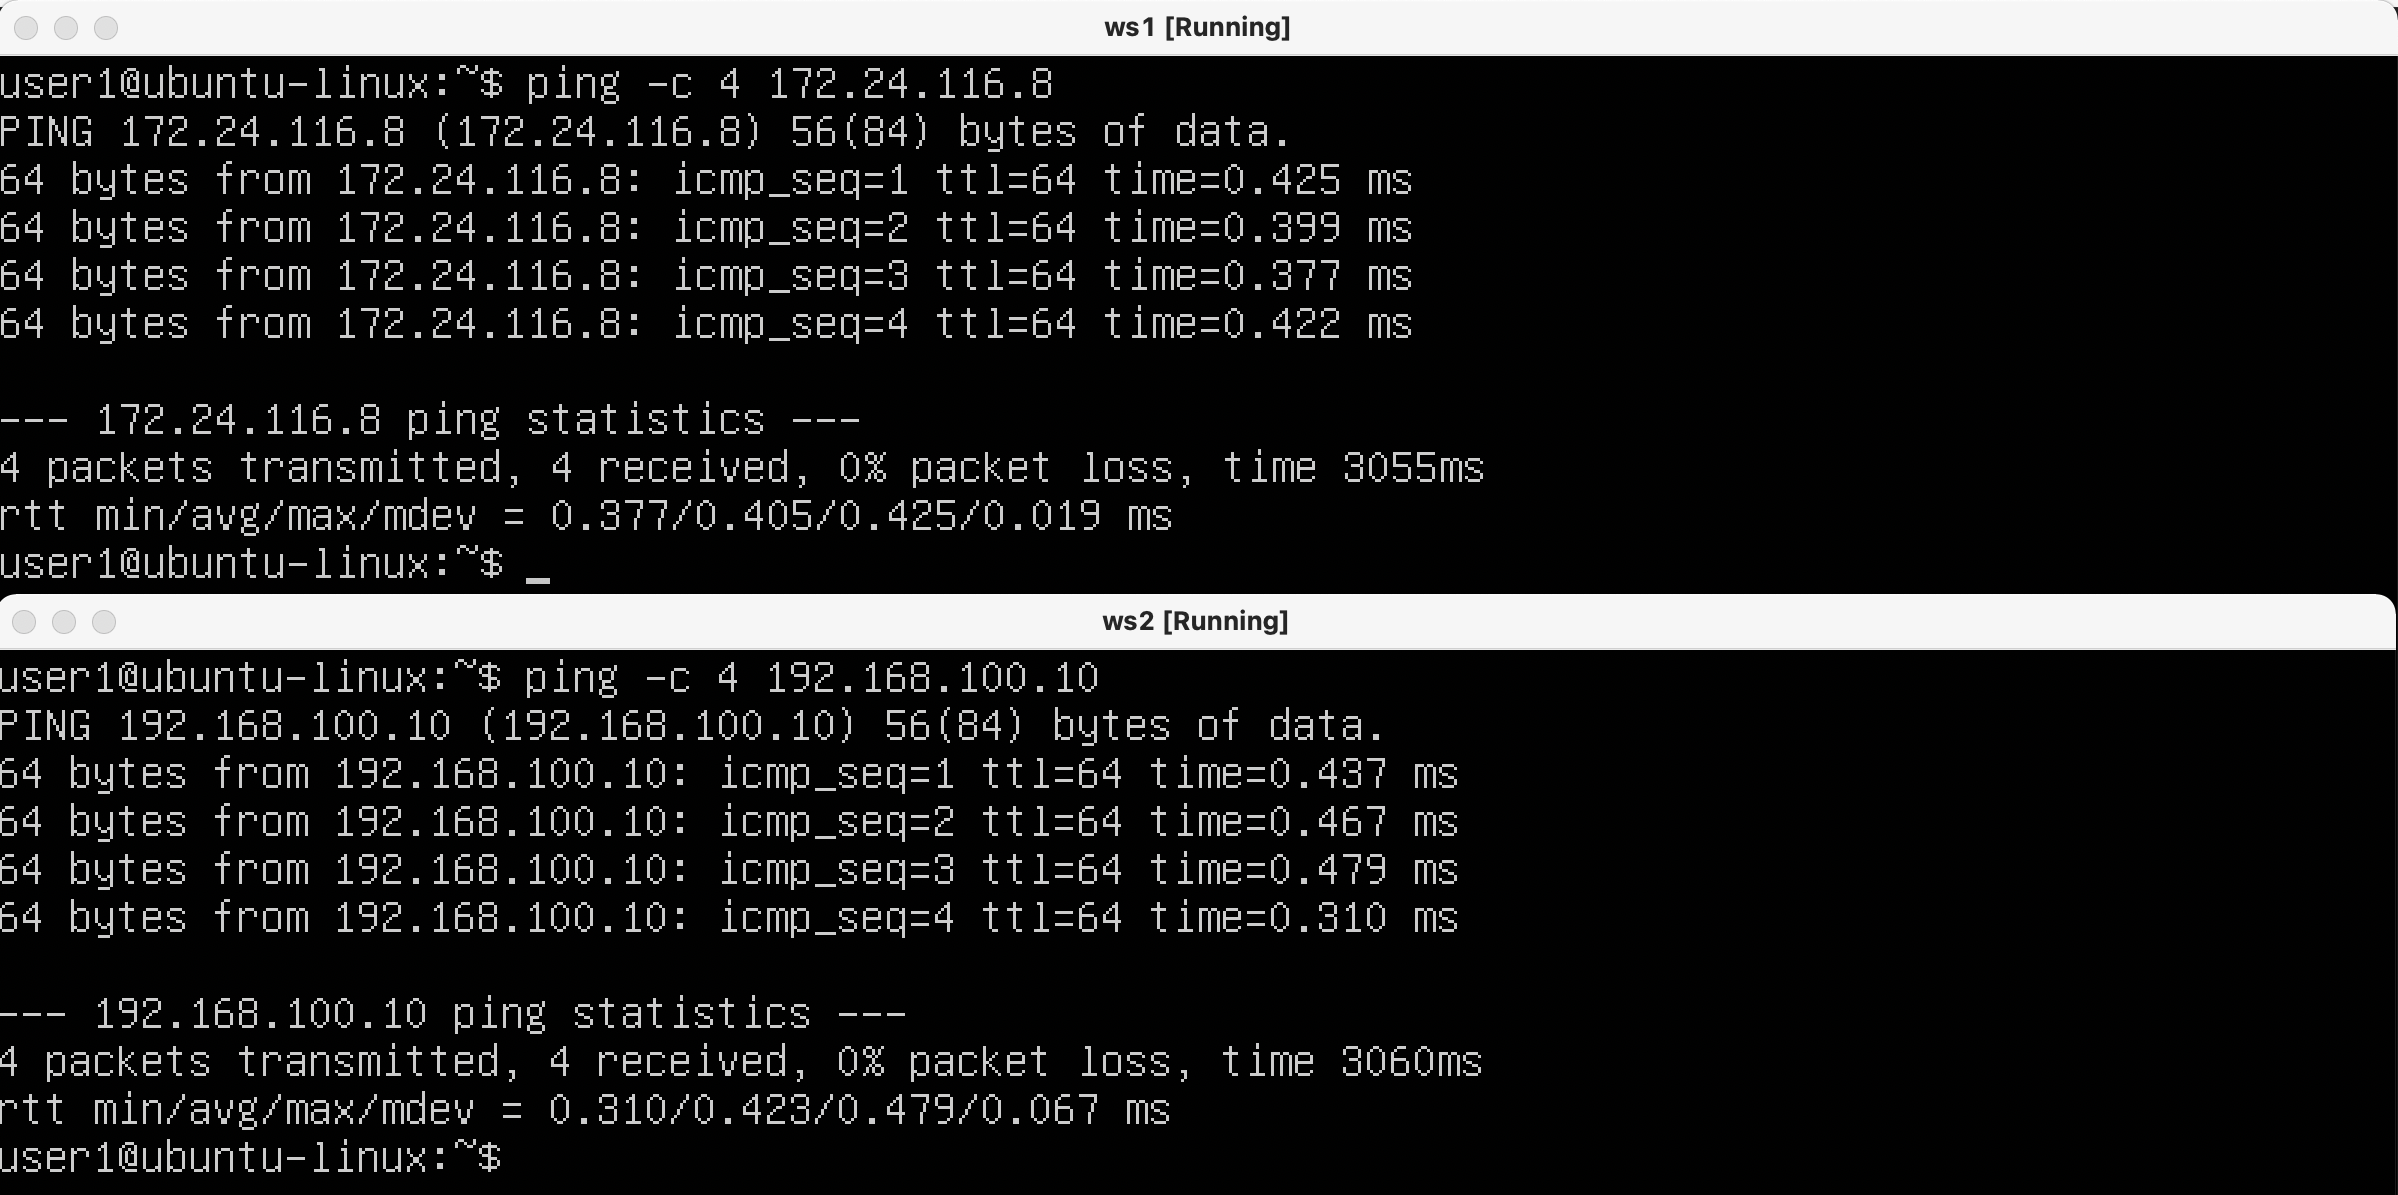 ws1 [Running]
user1@ubuntu-linux:~$ ping -c 4 172.24.116.8
PING 172.24.116.8 (172.24.116.8) 56(84) bytes of data.
64 bytes from 172.24.116.8: icmp_seq=1 ttl=64 time=0.425 ms
64 bytes from 172.24.116.8: icmp_seq=2 ttl=64 time=0.399 ms
64 bytes from 172.24.116.8: icmp_seq=3 ttl=64 time=0.377 ms
64 bytes from 172.24.116.8: icmp_seq=4 ttl=64 time=0.422 ms
--- 172.24.116.8 ping statistics ---
4 packets transmitted, 4 received, 0% packet loss, time 3055ms
rtt min/avg/max/mdev = 0.377/0.405/0.425/0.019 ms
user1@ubuntu-linux:~$ _
ws2 [Running]
user1@ubuntu-linux:~$ ping -c 4 192.168.100.10
PING 192.168.100.10 (192.168.100.10) 56(84) bytes of data.
64 bytes from 192.168.100.10: icmp_seq=1 ttl=64 time=0.437 ms
64 bytes from 192.168.100.10: icmp_seq=2 ttl=64 time=0.467 ms
64 bytes from 192.168.100.10: icmp_seq=3 ttl=64 time=0.479 ms
64 bytes from 192.168.100.10: icmp_seq=4 ttl=64 time=0.310 ms
--- 192.168.100.10 ping statistics ---
4 packets transmitted, 4 received, 0% packet loss, time 3060ms
rtt min/avg/max/mdev = 0.310/0.423/0.479/0.067 ms
user1@ubuntu-linux:~$